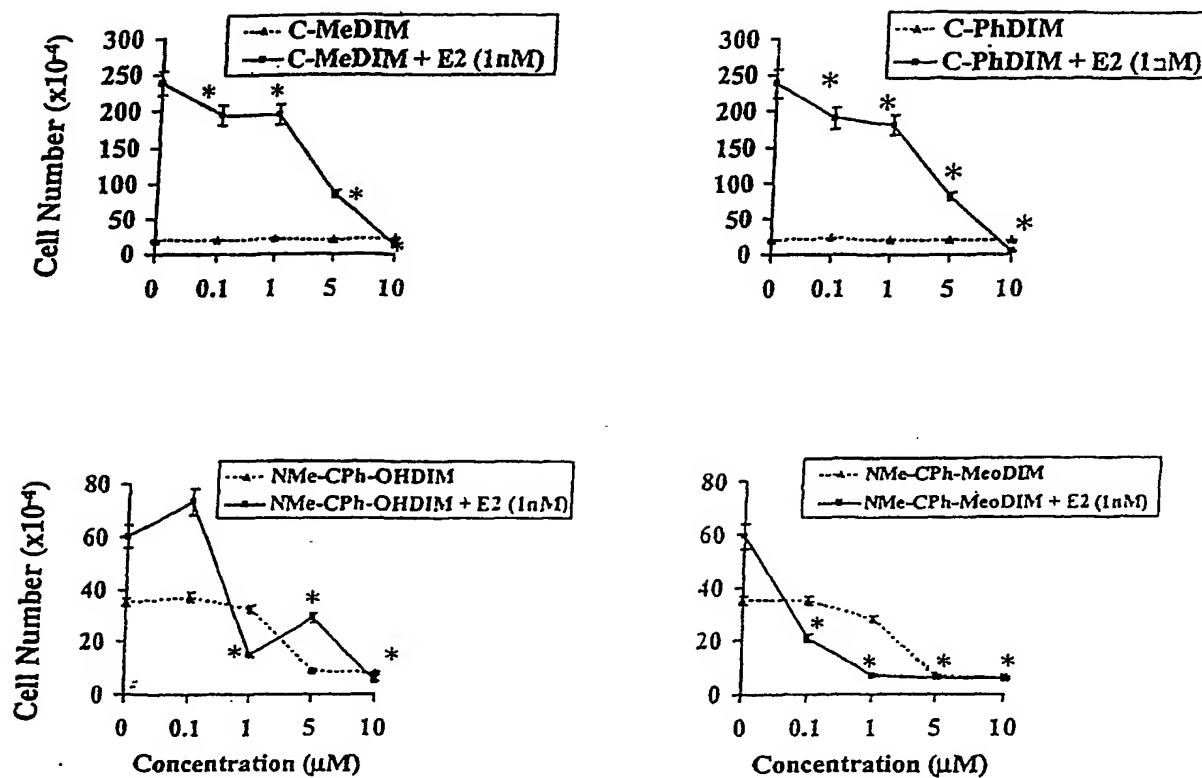 C-MeDIM
C-MeDIM + E2 (1nM)
Cell Number (x10⁻⁴)
300
250
200
150
100
50
0
* * * *
0 0.1 1 5 10
C-PhDIM
C-PhDIM + E2 (1nM)
300
250
200
150
100
50
0
* * * *
0 0.1 1 5 10
NMe-CPh-OHDIM
NMe-CPh-OHDIM + E2 (1nM)
Cell Number (x10⁻⁴)
80
60
40
20
0
* * *
0 0.1 1 5 10
Concentration (µM)
NMe-CPh-MeoDIM
NMe-CPh-MeoDIM + E2 (1nM)
80
60
40
20
0
* * * *
0 0.1 1 5 10
Concentration (µM)